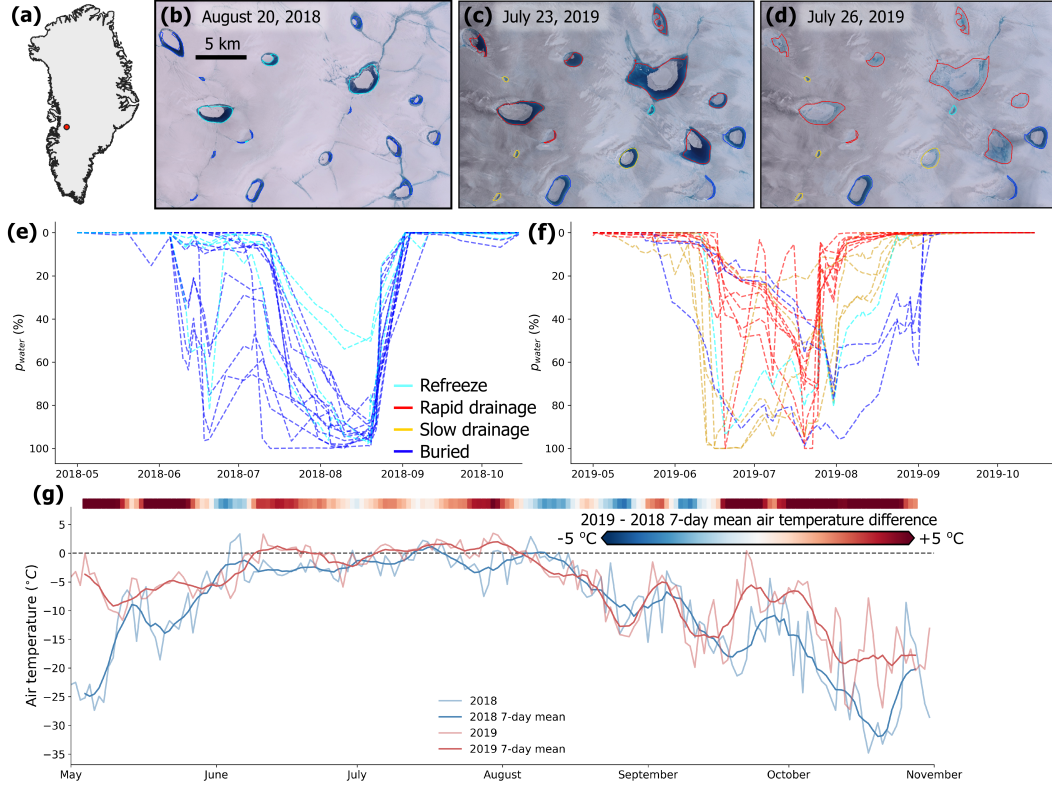 (a)
(b) August 20, 2018
5 km
(c) July 23, 2019
(d) July 26, 2019
(e)
0
20
40
60
80
100
p_water (%)
2018-05 2018-06 2018-07 2018-08 2018-09 2018-10
Refreeze
Rapid drainage
Slow drainage
Buried
(f)
0
20
40
60
80
100
p_water (%)
2019-05 2019-06 2019-07 2019-08 2019-09 2019-10
(g)
2019 - 2018 7-day mean air temperature difference
-5 °C +5 °C
5
0
−5
−10
−15
−20
−25
−30
−35
Air temperature (°C)
2018
2018 7-day mean
2019
2019 7-day mean
May June July August September October November